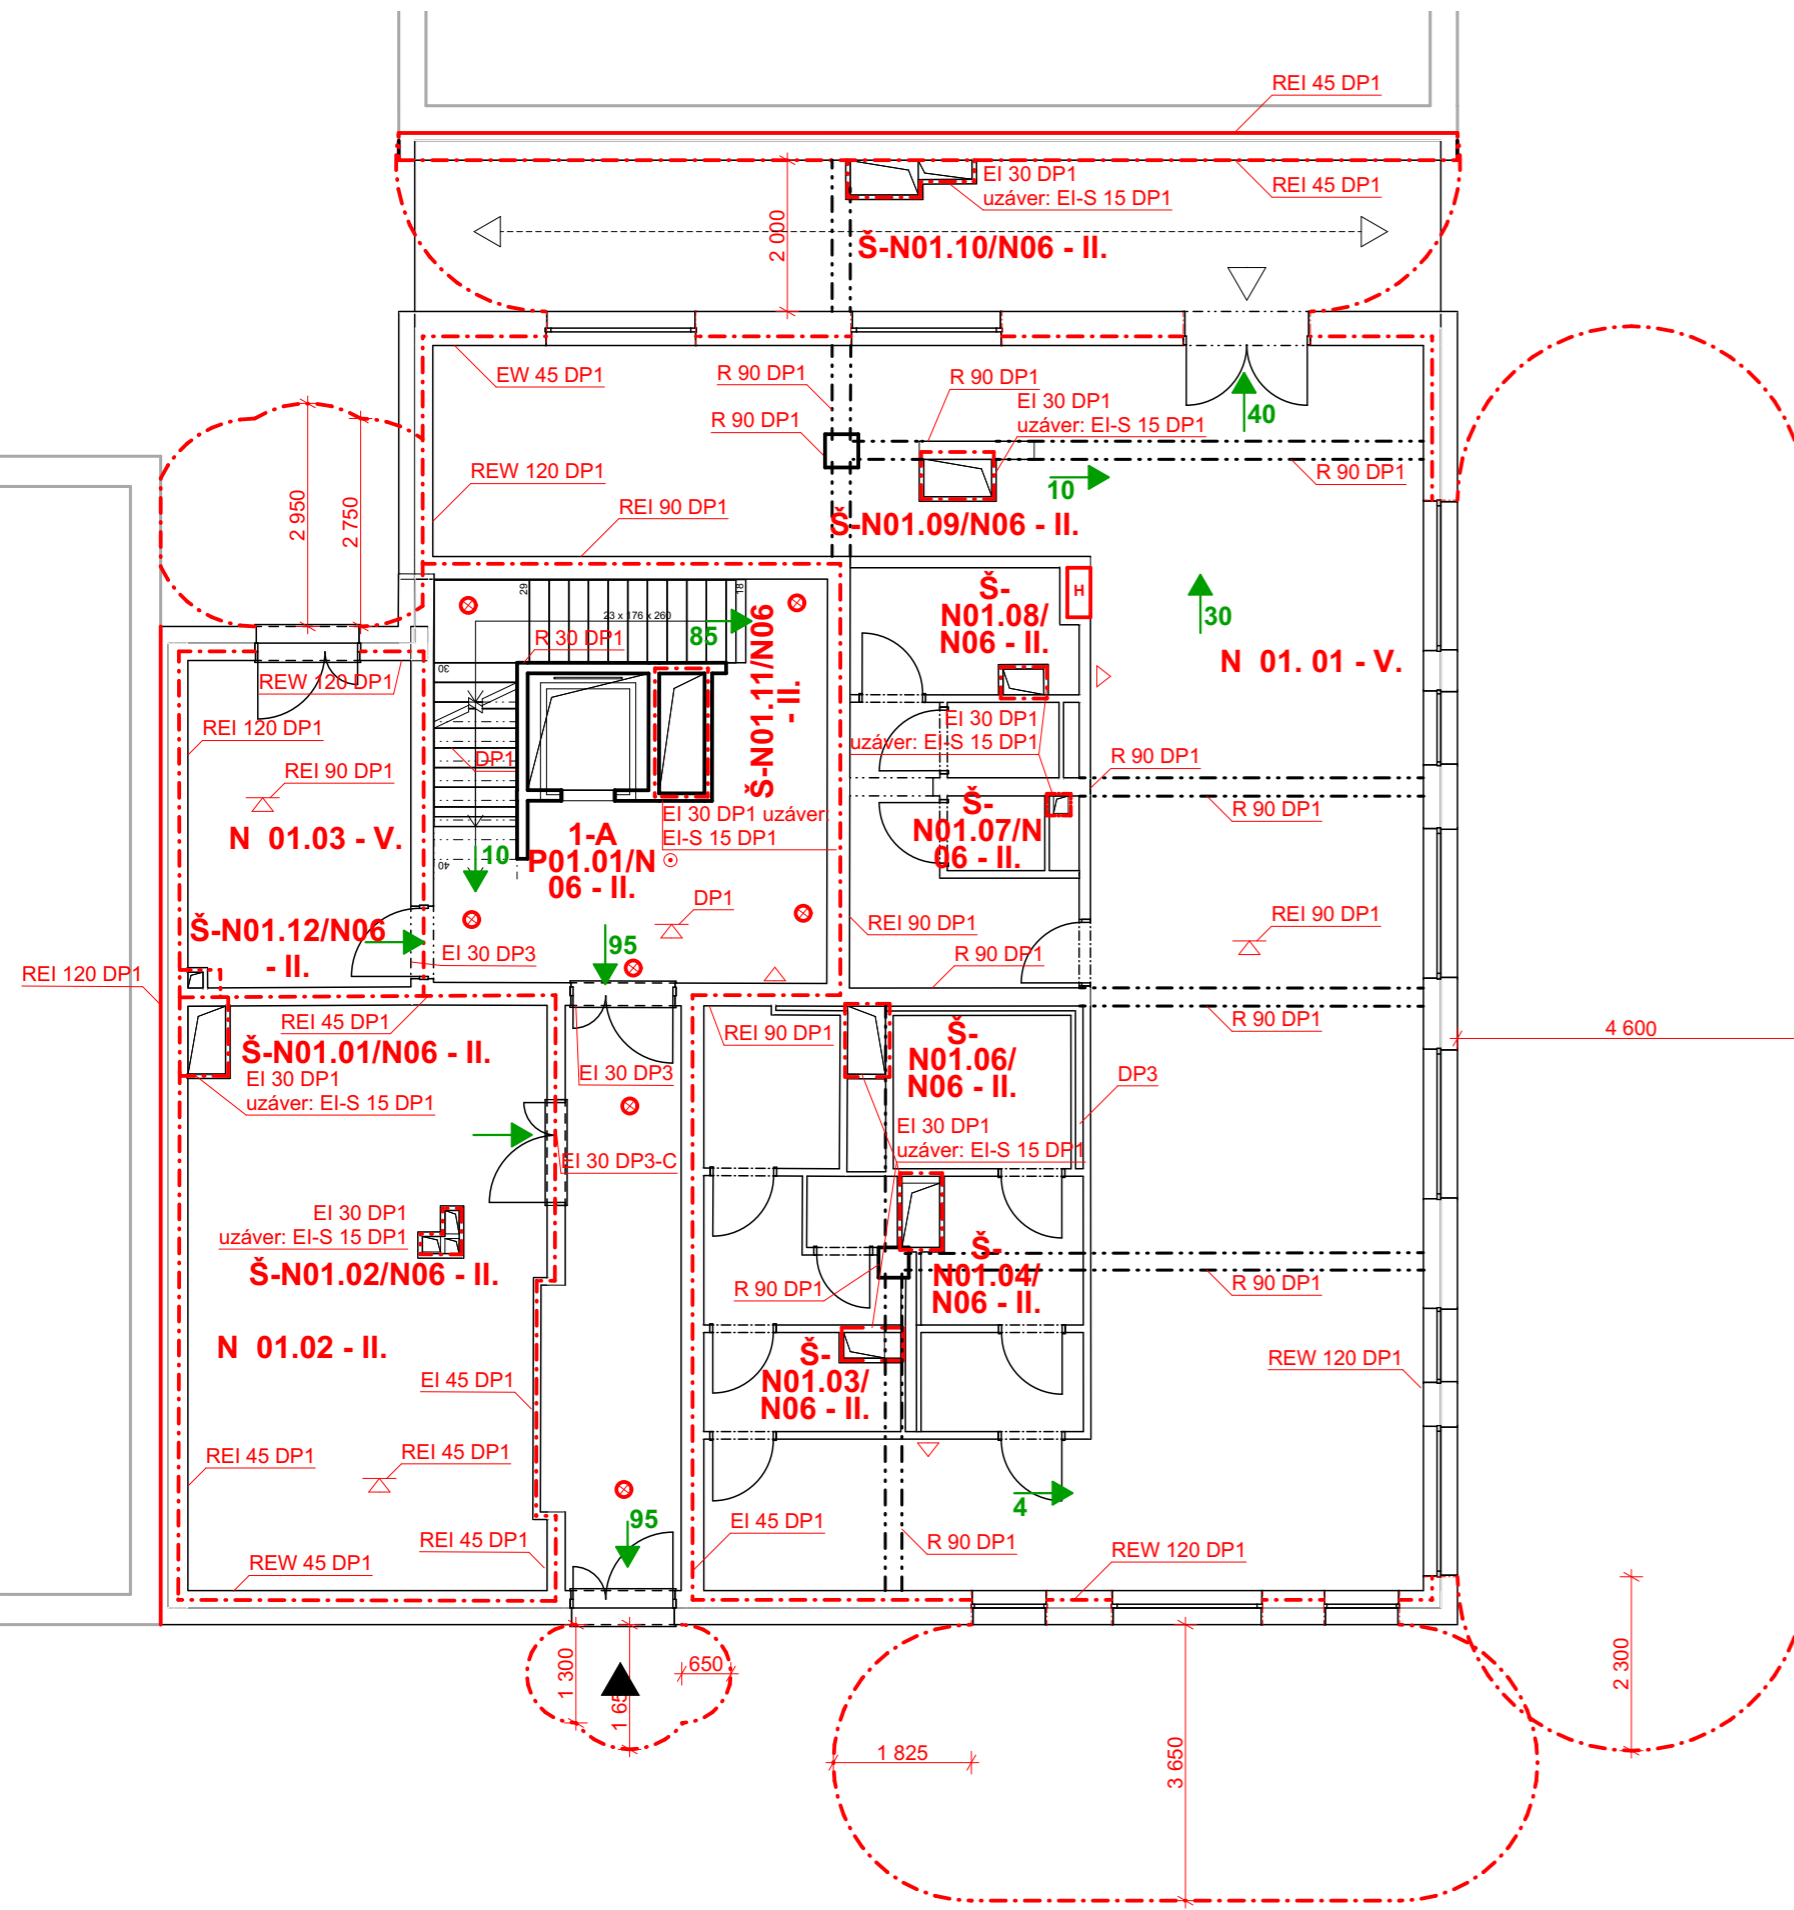 REI 45 DP1
EI 30 DP1
uzáver: EI-S 15 DP1
REI 45 DP1
2 000
Š-N01.10/N06 - II.
EW 45 DP1
R 90 DP1
R 90 DP1
EI 30 DP1
uzáver: EI-S 15 DP1
40
R 90 DP1
REW 120 DP1
R 90 DP1
10
2 950
2 750
REI 90 DP1
Š-N01.09/N06 - II.
29
18
23 x 176 x 260
Š-
N01.08/
N06 - II.
H
30
85
R 30 DP1
Š-N01.11/N06
- II.
N 01. 01 - V.
30
REW 120 DP1
REI 120 DP1
EI 30 DP1
uzáver: EI-S 15 DP1
DP1
R 90 DP1
REI 90 DP1
Š-
N01.07/N
06 - II.
R 90 DP1
EI 30 DP1 uzáver:
EI-S 15 DP1
N 01.03 - V.
1-A
P01.01/N
06 - II.
10
40
DP1
REI 90 DP1
REI 90 DP1
Š-N01.12/N06
- II.
EI 30 DP3
95
R 90 DP1
REI 120 DP1
REI 45 DP1
REI 90 DP1
R 90 DP1
4 600
Š-N01.01/N06 - II.
EI 30 DP1
uzáver: EI-S 15 DP1
Š-
N01.06/
N06 - II.
EI 30 DP3
DP3
EI 30 DP1
uzáver: EI-S 15 DP1
EI 30 DP3-C
EI 30 DP1
uzáver: EI-S 15 DP1
Š-N01.02/N06 - II.
Š-
N01.04/
N06 - II.
R 90 DP1
R 90 DP1
N 01.02 - II.
Š-
N01.03/
N06 - II.
REW 120 DP1
EI 45 DP1
REI 45 DP1
REI 45 DP1
4
95
EI 45 DP1
REI 45 DP1
R 90 DP1
REW 120 DP1
REW 45 DP1
1 300
650
2 300
1 825
3 650